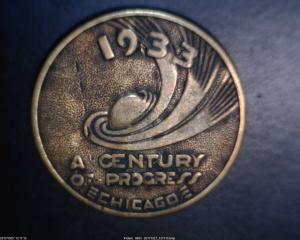 1933
A CENTURY
OF PROGRESS
CHICAGO